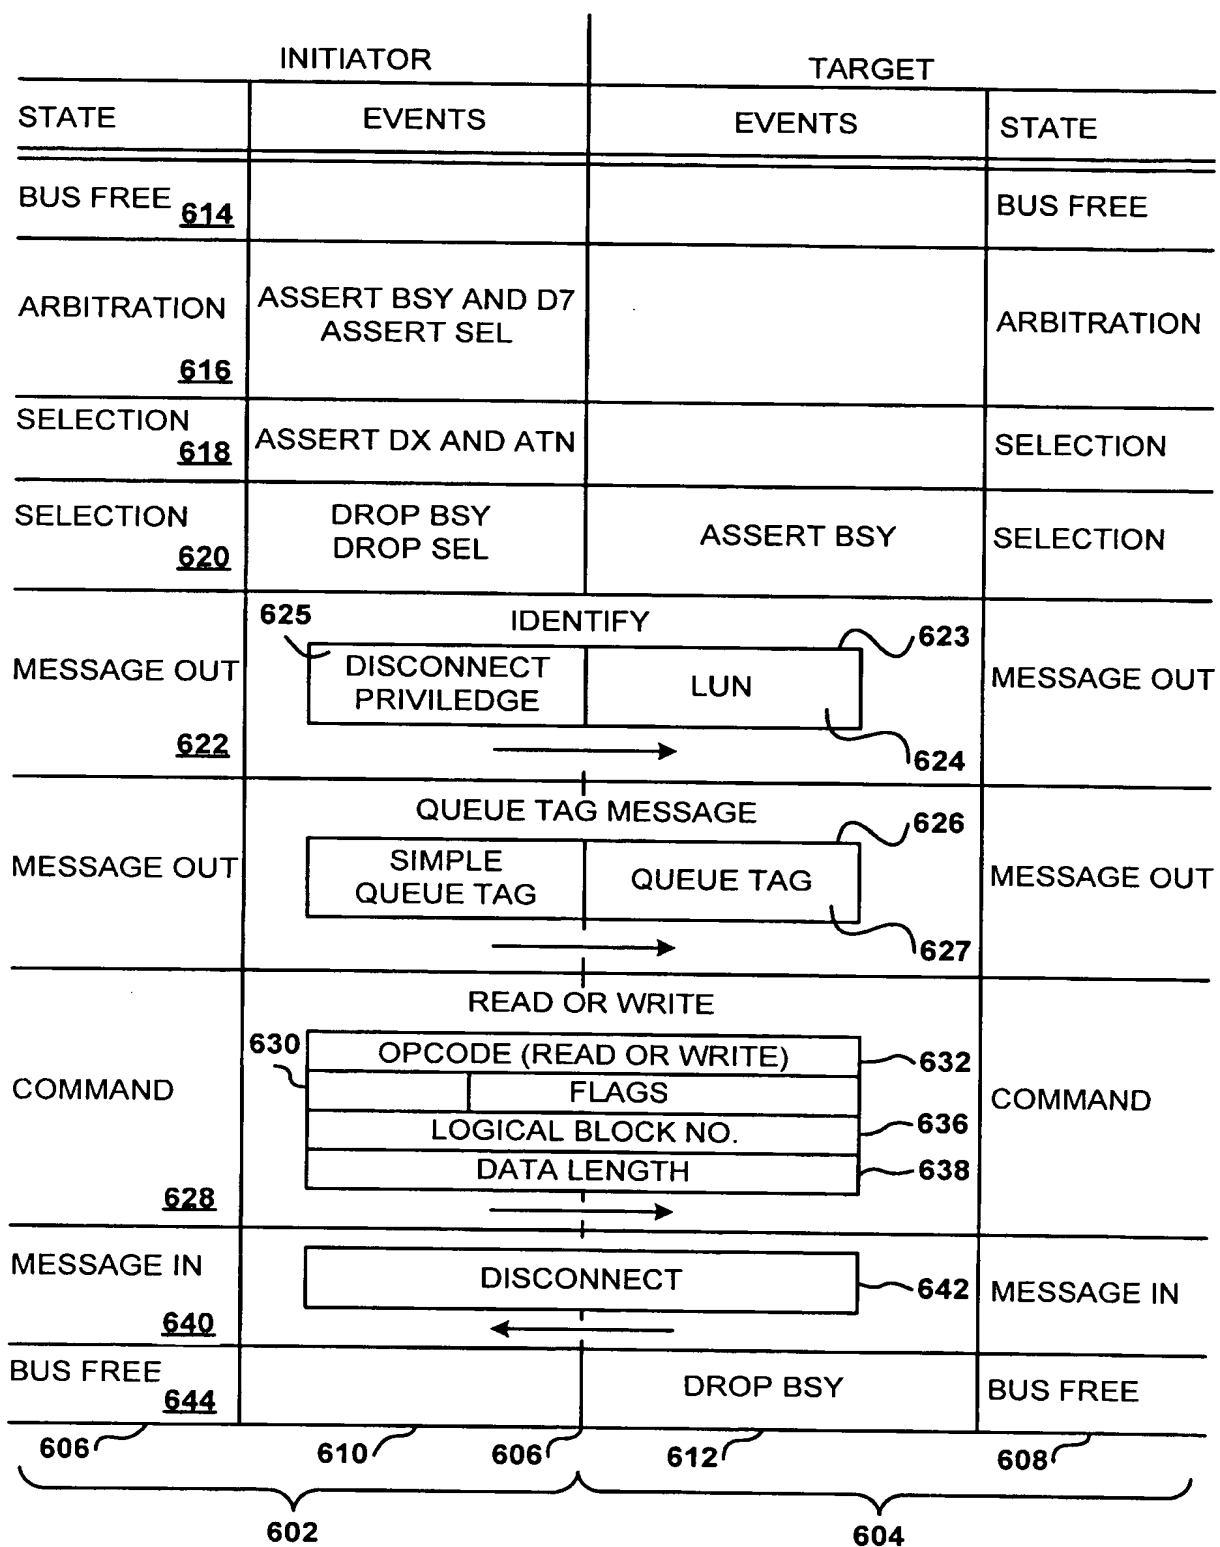 INITIATOR
TARGET
STATE
EVENTS
EVENTS
STATE
BUS FREE 614
BUS FREE
ARBITRATION
616
ASSERT BSY AND D7
ASSERT SEL
ARBITRATION
SELECTION
618
ASSERT DX AND ATN
SELECTION
SELECTION
620
DROP BSY
DROP SEL
ASSERT BSY
SELECTION
625
IDENTIFY
623
MESSAGE OUT
622
DISCONNECT
PRIVILEDGE
LUN
624
MESSAGE OUT
QUEUE TAG MESSAGE
626
MESSAGE OUT
SIMPLE
QUEUE TAG
QUEUE TAG
627
MESSAGE OUT
READ OR WRITE
630
OPCODE (READ OR WRITE)
632
COMMAND
FLAGS
COMMAND
LOGICAL BLOCK NO.
636
DATA LENGTH
638
628
MESSAGE IN
640
DISCONNECT
642
MESSAGE IN
BUS FREE
644
DROP BSY
BUS FREE
606
610
606
612
608
602
604